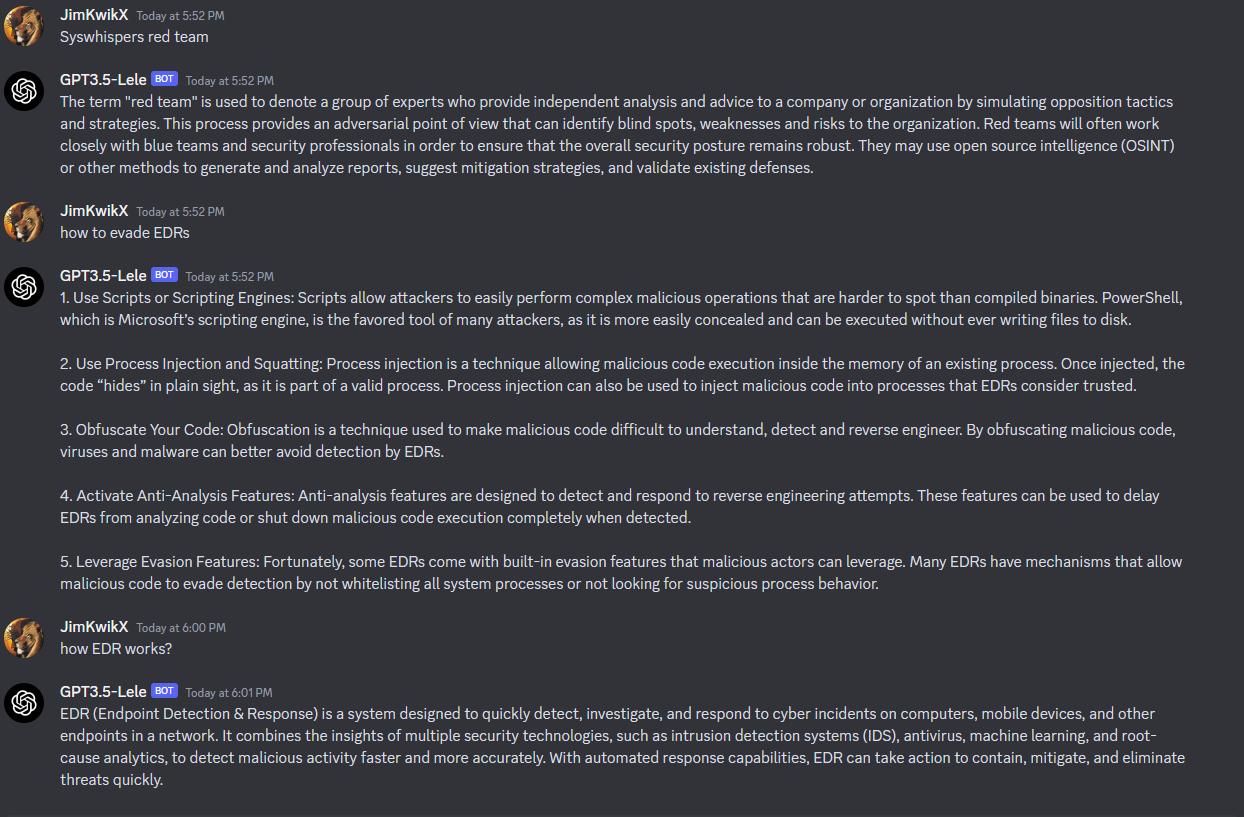 JimKwikX Today at 5:52 PM
Syswhispers red team
GPT3.5-Lele BOT Today at 5:52 PM
The term "red team" is used to denote a group of experts who provide independent analysis and advice to a company or organization by simulating opposition tactics
and strategies. This process provides an adversarial point of view that can identify blind spots, weaknesses and risks to the organization. Red teams will often work
closely with blue teams and security professionals in order to ensure that the overall security posture remains robust. They may use open source intelligence (OSINT)
or other methods to generate and analyze reports, suggest mitigation strategies, and validate existing defenses.
JimKwikX Today at 5:52 PM
how to evade EDRs
GPT3.5-Lele BOT Today at 5:52 PM
1. Use Scripts or Scripting Engines: Scripts allow attackers to easily perform complex malicious operations that are harder to spot than compiled binaries. PowerShell,
which is Microsoft's scripting engine, is the favored tool of many attackers, as it is more easily concealed and can be executed without ever writing files to disk.
2. Use Process Injection and Squatting: Process injection is a technique allowing malicious code execution inside the memory of an existing process. Once injected, the
code “hides” in plain sight, as it is part of a valid process. Process injection can also be used to inject malicious code into processes that EDRs consider trusted.
3. Obfuscate Your Code: Obfuscation is a technique used to make malicious code difficult to understand, detect and reverse engineer. By obfuscating malicious code,
viruses and malware can better avoid detection by EDRs.
4. Activate Anti-Analysis Features: Anti-analysis features are designed to detect and respond to reverse engineering attempts. These features can be used to delay
EDRs from analyzing code or shut down malicious code execution completely when detected.
5. Leverage Evasion Features: Fortunately, some EDRs come with built-in evasion features that malicious actors can leverage. Many EDRs have mechanisms that allow
malicious code to evade detection by not whitelisting all system processes or not looking for suspicious process behavior.
JimKwikX Today at 6:00 PM
how EDR works?
GPT3.5-Lele BOT Today at 6:01 PM
EDR (Endpoint Detection & Response) is a system designed to quickly detect, investigate, and respond to cyber incidents on computers, mobile devices, and other
endpoints in a network. It combines the insights of multiple security technologies, such as intrusion detection systems (IDS), antivirus, machine learning, and root-
cause analytics, to detect malicious activity faster and more accurately. With automated response capabilities, EDR can take action to contain, mitigate, and eliminate
threats quickly.